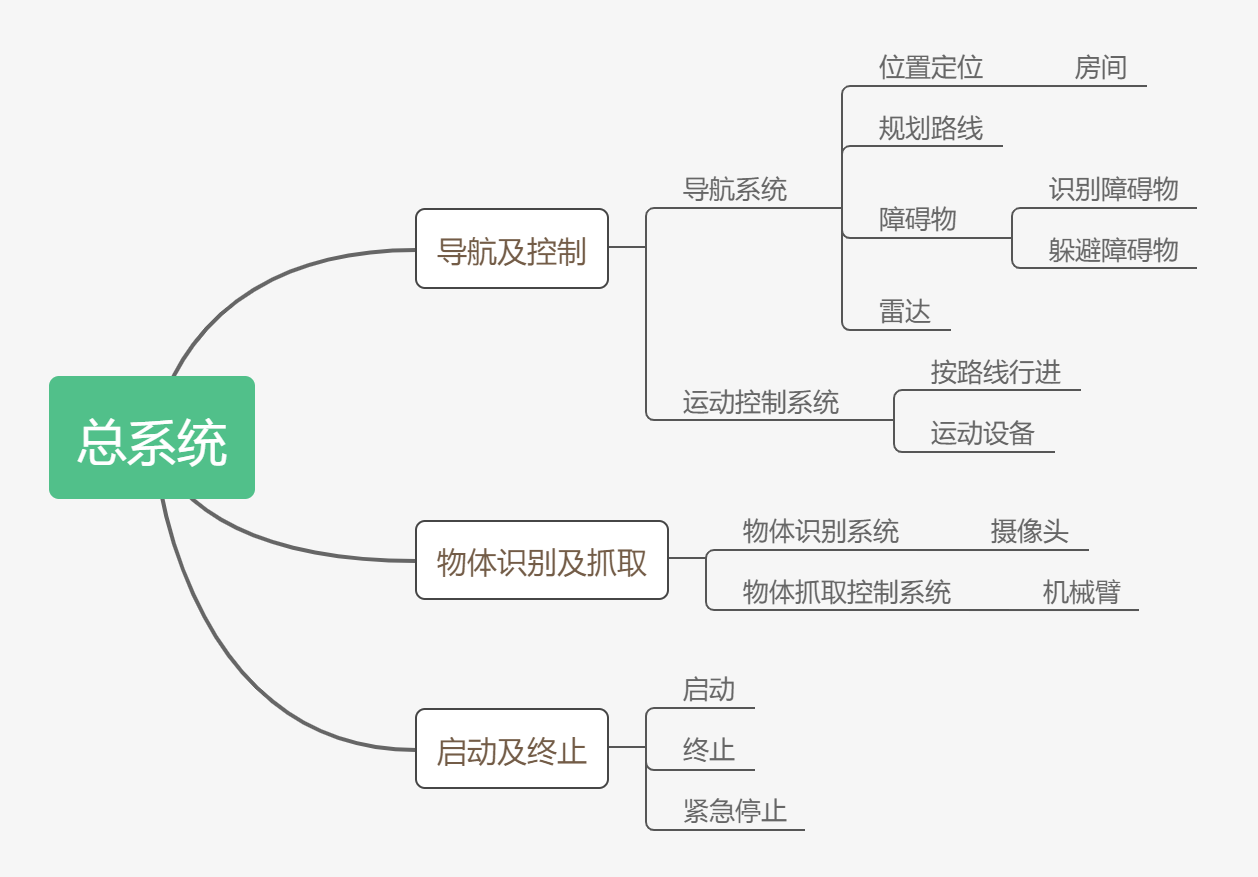 总系统
导航及控制
导航系统
位置定位
房间
规划路线
障碍物
识别障碍物
躲避障碍物
雷达
运动控制系统
按路线行进
运动设备
物体识别及抓取
物体识别系统
摄像头
物体抓取控制系统
机械臂
启动及终止
启动
终止
紧急停止